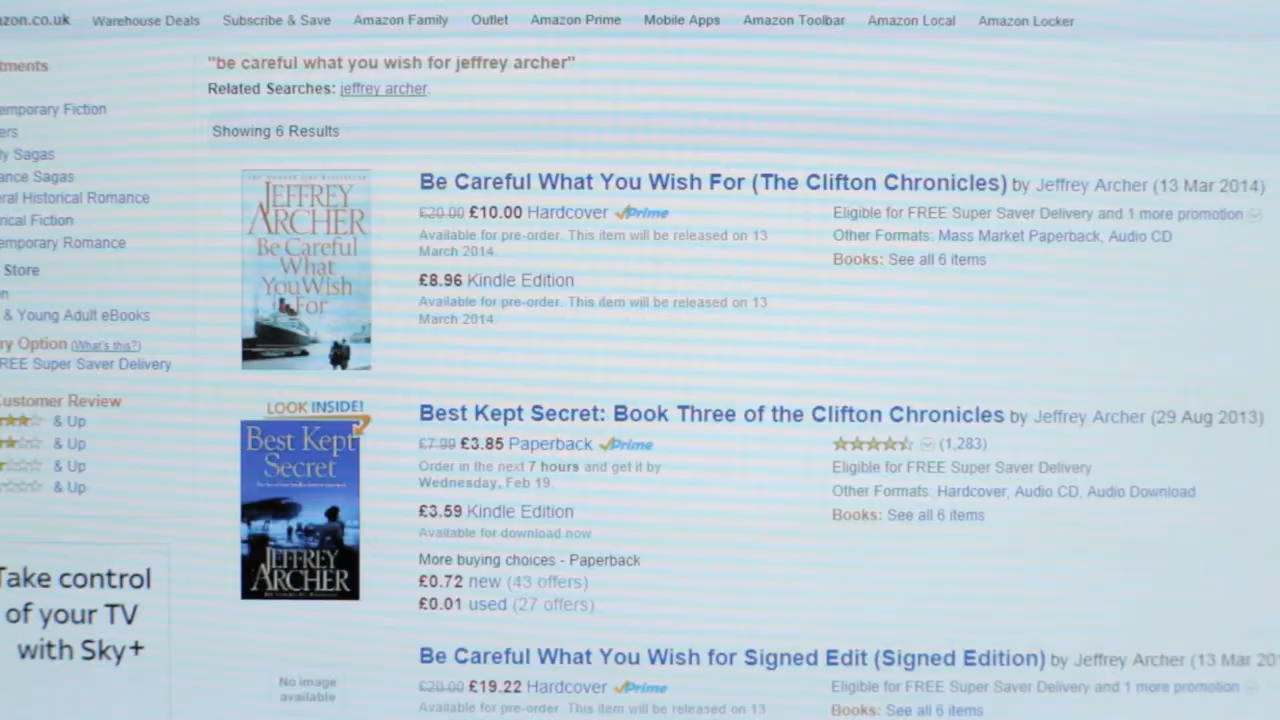 zon.co.uk Warehouse Deals Subscribe & Save Amazon Family Outlet Amazon Prime Mobile Apps Amazon Toolbar Amazon Local Amazon Locker
tments
emporary Fiction
ers
ly Sagas
ance Sagas
eral Historical Romance
rical Fiction
emporary Romance
Store
n
& Young Adult eBooks
ry Option (What's this?)
REE Super Saver Delivery
Customer Review
& Up
& Up
& Up
& Up
Take control
of your TV
with Sky+
"be careful what you wish for jeffrey archer"
Related Searches: jeffrey archer.
Showing 6 Results
JEFFREY
ARCHER
Be Careful
What
You Wish
For
Be Careful What You Wish For (The Clifton Chronicles) by Jeffrey Archer (13 Mar 2014)
£20.00 £10.00 Hardcover Prime
Available for pre-order. This item will be released on 13
March 2014.
£8.96 Kindle Edition
Available for pre-order. This item will be released on 13
March 2014.
Eligible for FREE Super Saver Delivery and 1 more promotion
Other Formats: Mass Market Paperback, Audio CD
Books: See all 6 items
LOOK INSIDE!
Best Kept
Secret
JEFFREY
ARCHER
Best Kept Secret: Book Three of the Clifton Chronicles by Jeffrey Archer (29 Aug 2013)
£7.99 £3.85 Paperback Prime
Order in the next 7 hours and get it by
Wednesday, Feb 19.
£3.59 Kindle Edition
Available for download now
More buying choices - Paperback
£0.72 new (43 offers)
£0.01 used (27 offers)
(1,283)
Eligible for FREE Super Saver Delivery
Other Formats: Hardcover, Audio CD, Audio Download
Books: See all 6 items
No image
available
Be Careful What You Wish for Signed Edit (Signed Edition) by Jeffrey Archer (13 Mar 20
£20.00 £19.22 Hardcover Prime
Available for pre-order. This item will be released on 13
Eligible for FREE Super Saver Delivery and 1 more promotion
Books: See all 6 items